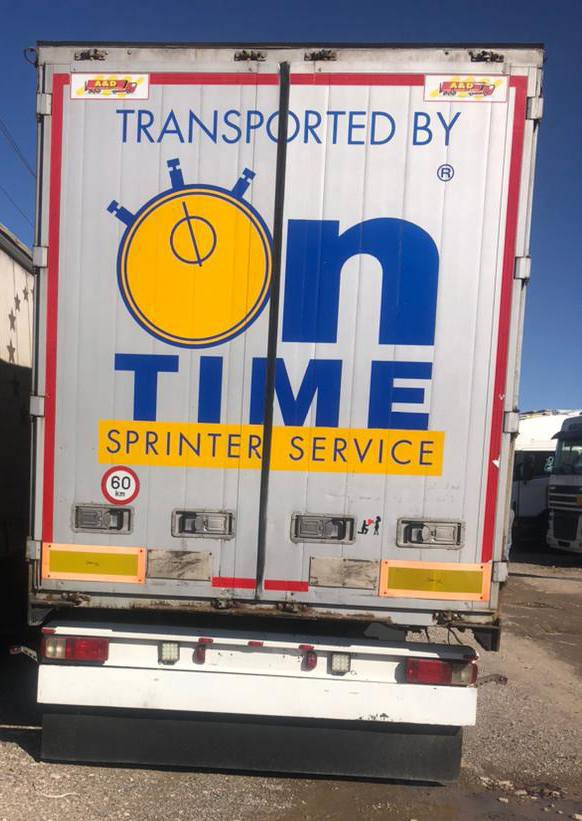 A&D A&D
TRANSPORTED BY
®
On
TIME
SPRINTER SERVICE
60
km